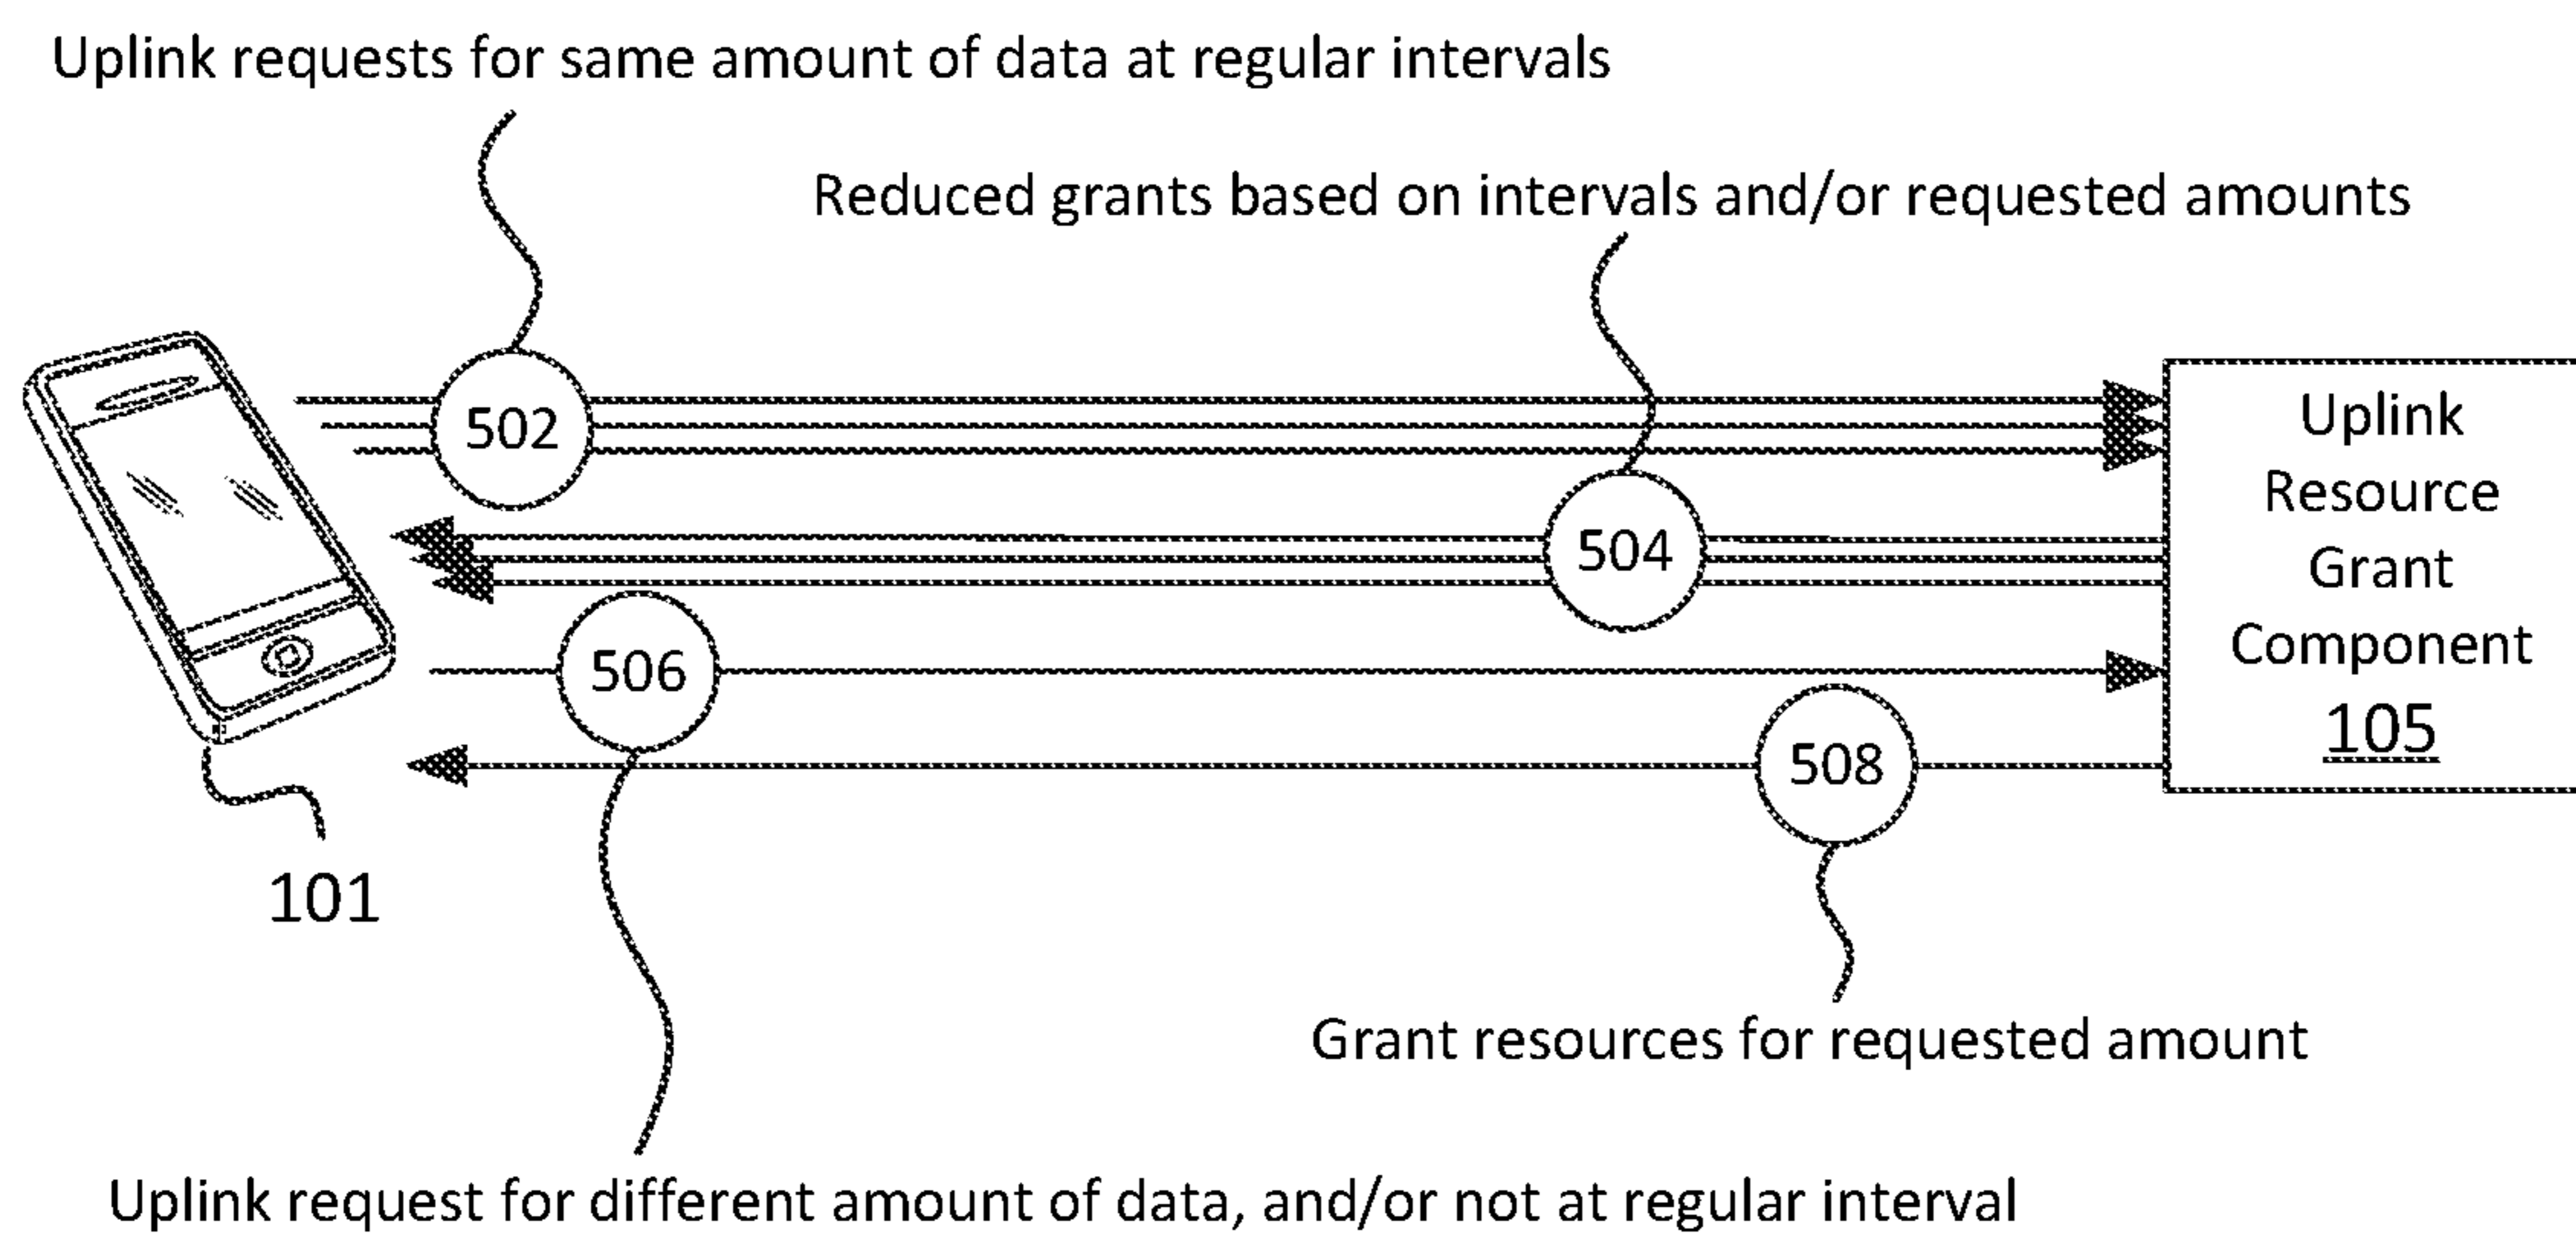 Uplink requests for same amount of data at regular intervals
Reduced grants based on intervals and/or requested amounts
502
504
506
508
Uplink
Resource
Grant
Component
105
101
Grant resources for requested amount
Uplink request for different amount of data, and/or not at regular interval